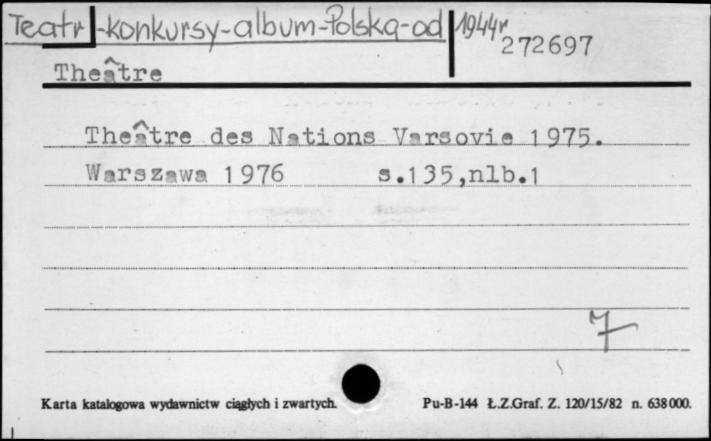 Teatr-konkursy-album-Polska-od 1944r
272697
Theâtre
Theâtre des Nations Varsovie 1975.
Warszawa 1976 s.135,nlb.1
7
Karta katalogowa wydawnictw ciągłych i zwartych. Pu-B-144 Ł.Z.Graf. Z. 120/15/82 n. 638000.